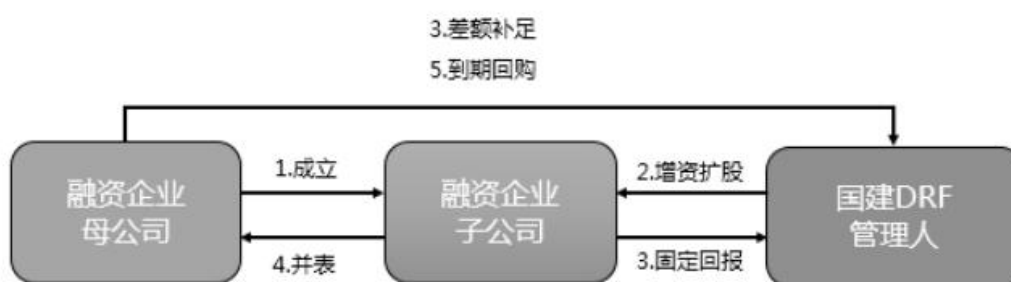 3.差额补足
5.到期回购
融资企业
母公司
1.成立
4.并表
融资企业
子公司
2.增资扩股
3.固定回报
国建DRF
管理人